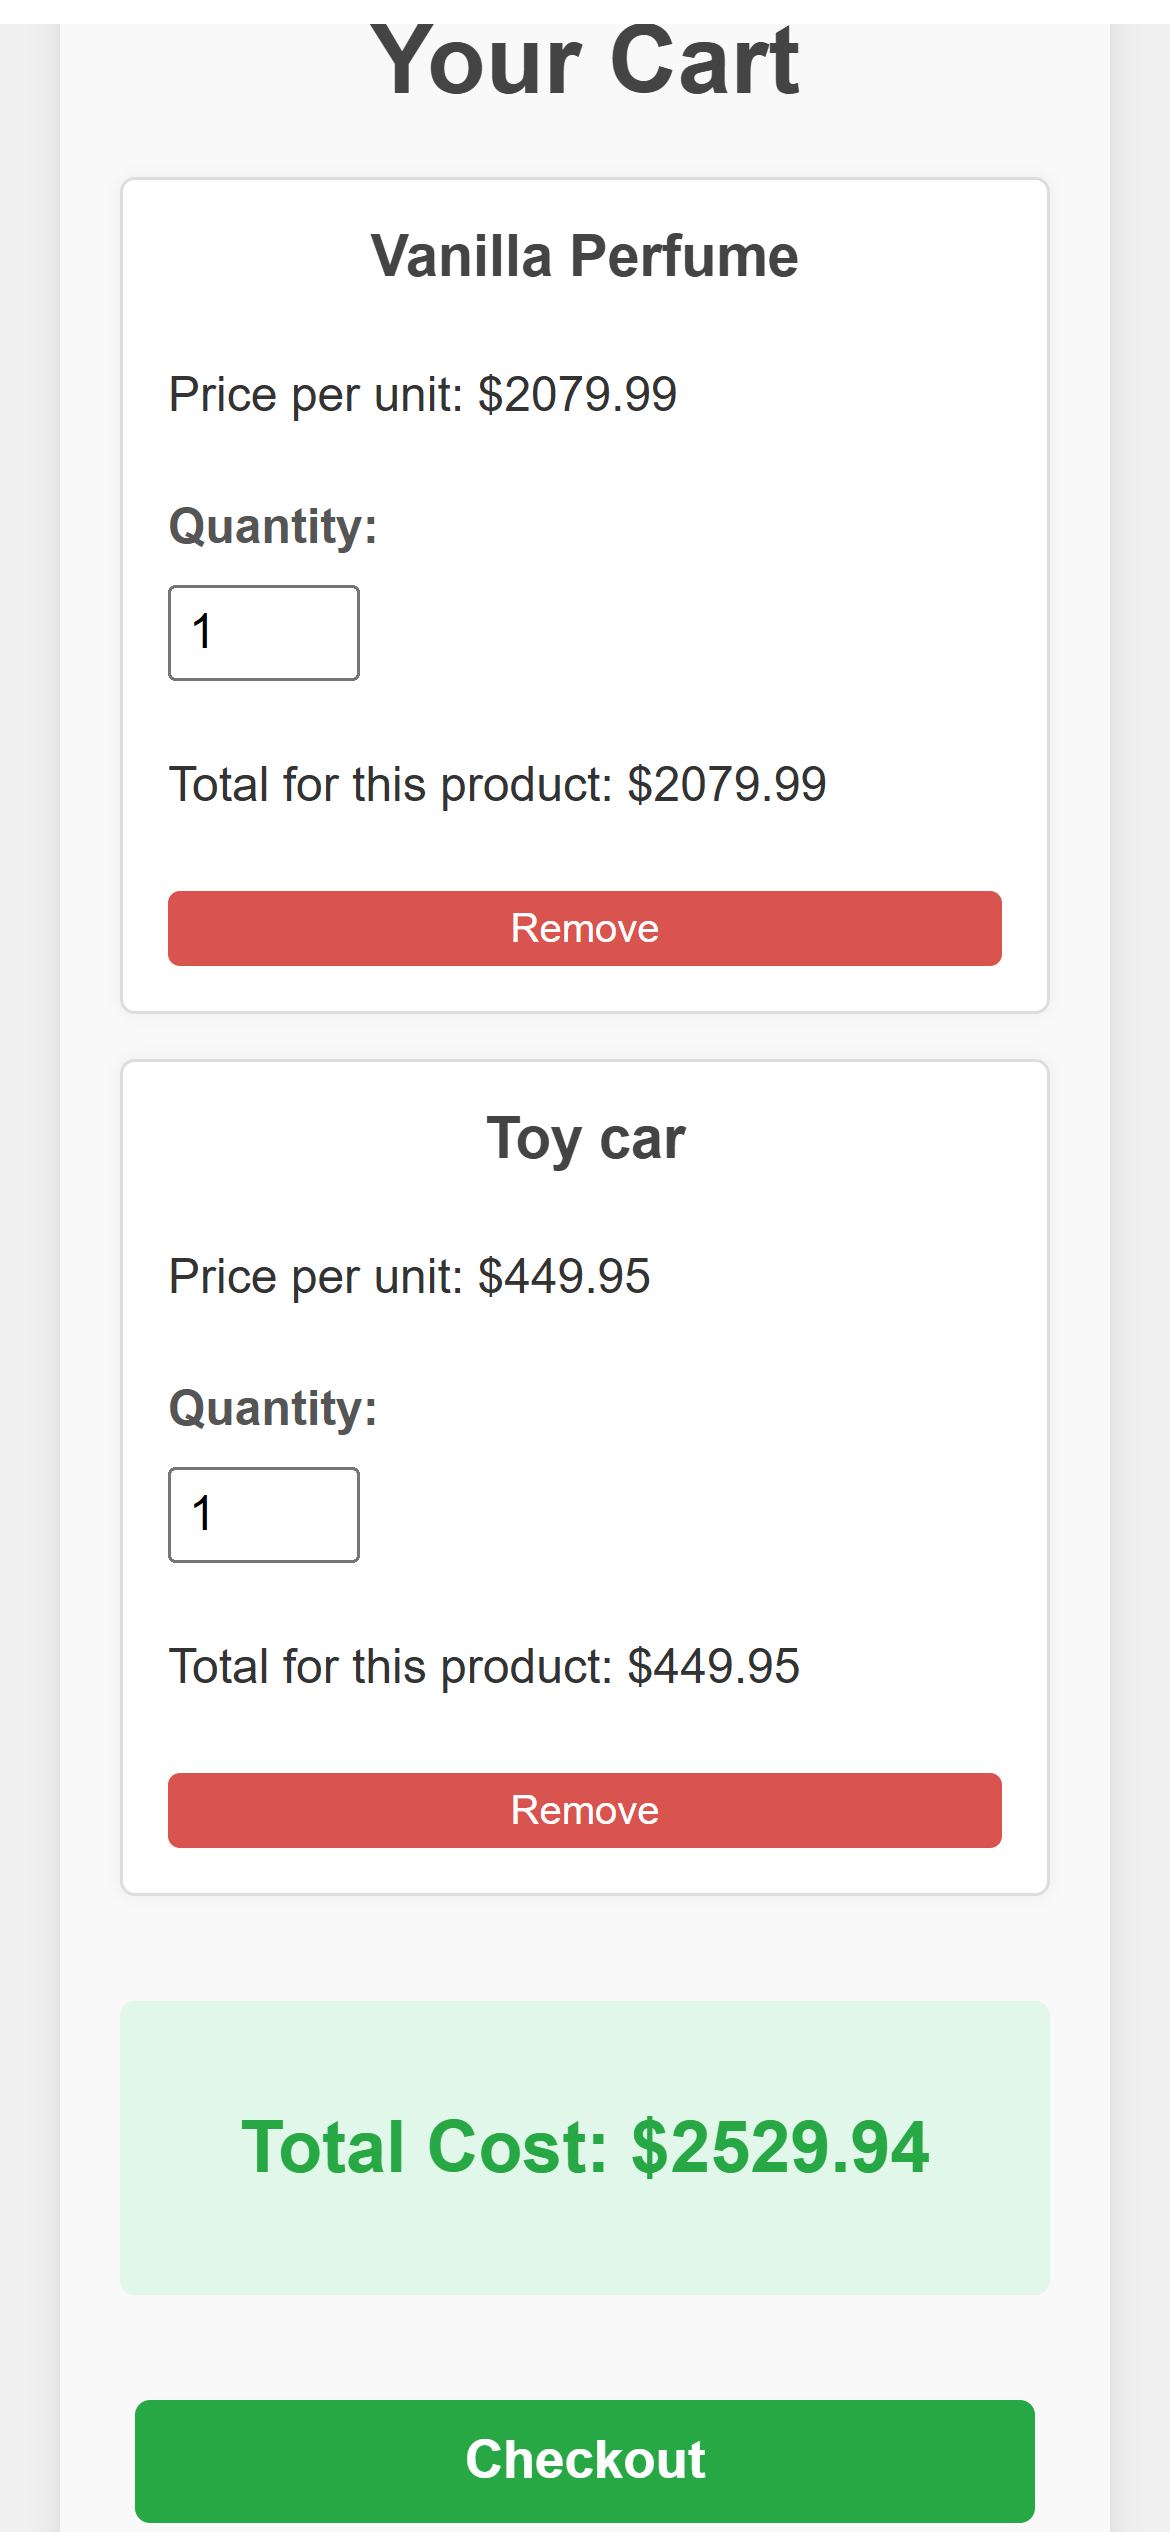 Your Cart
Vanilla Perfume
Price per unit: $2079.99
Quantity:
1
Total for this product: $2079.99
Remove
Toy car
Price per unit: $449.95
Quantity:
1
Total for this product: $449.95
Remove
Total Cost: $2529.94
Checkout